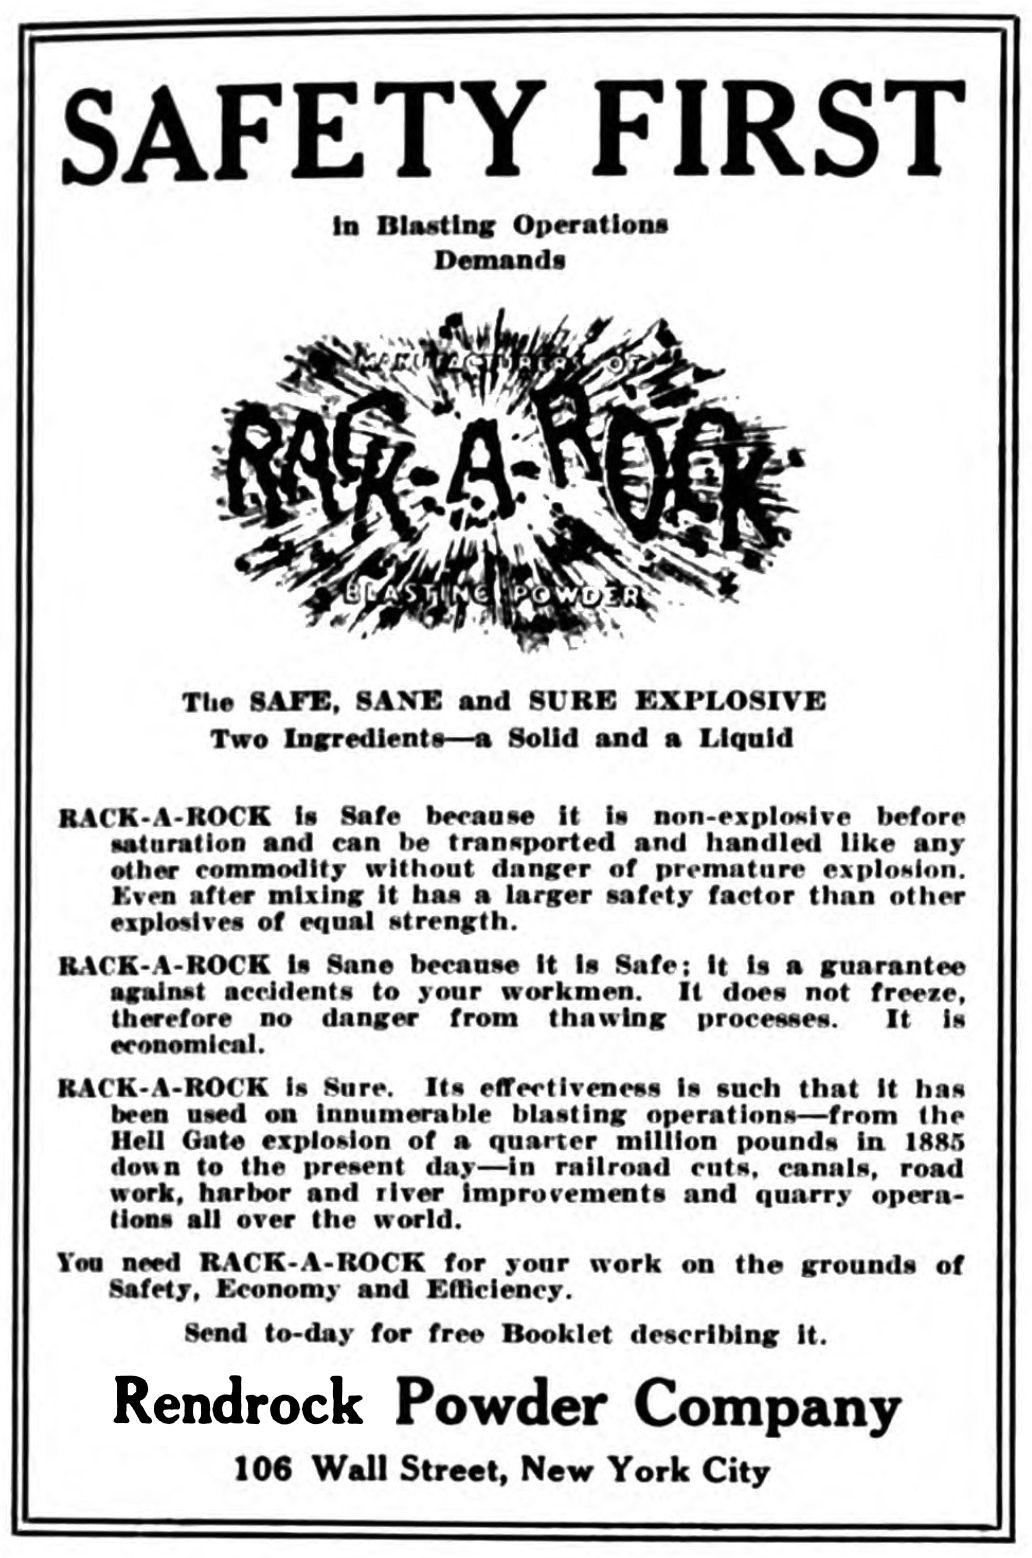 SAFETY FIRST
in Blasting Operations
Demands
MANUFACTURERS OF
RACK-A-ROCK
BLASTING POWDER
The SAFE, SANE and SURE EXPLOSIVE
Two Ingredients—a Solid and a Liquid
RACK-A-ROCK is Safe because it is non-explosive before
saturation and can be transported and handled like any
other commodity without danger of premature explosion.
Even after mixing it has a larger safety factor than other
explosives of equal strength.
RACK-A-ROCK is Sane because it is Safe; it is a guarantee
against accidents to your workmen. It does not freeze,
therefore no danger from thawing processes. It is
economical.
RACK-A-ROCK is Sure. Its effectiveness is such that it has
been used on innumerable blasting operations—from the
Hell Gate explosion of a quarter million pounds in 1885
down to the present day—in railroad cuts, canals, road
work, harbor and river improvements and quarry opera-
tions all over the world.
You need RACK-A-ROCK for your work on the grounds of
Safety, Economy and Efficiency.
Send to-day for free Booklet describing it.
Rendrock Powder Company
106 Wall Street, New York City